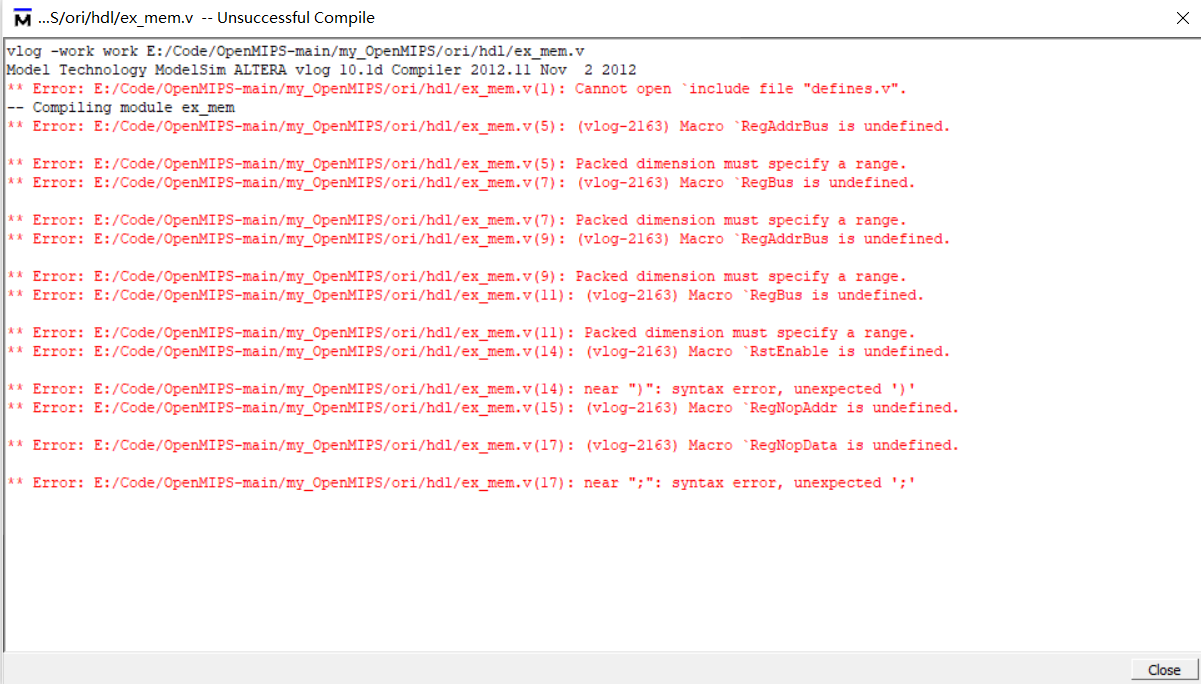 ...S/ori/hdl/ex_mem.v -- Unsuccessful Compile
vlog -work work E:/Code/OpenMIPS-main/my_OpenMIPS/ori/hdl/ex_mem.v
Model Technology ModelSim ALTERA vlog 10.1d Compiler 2012.11 Nov  2 2012
** Error: E:/Code/OpenMIPS-main/my_OpenMIPS/ori/hdl/ex_mem.v(1): Cannot open `include file "defines.v".
-- Compiling module ex_mem
** Error: E:/Code/OpenMIPS-main/my_OpenMIPS/ori/hdl/ex_mem.v(5): (vlog-2163) Macro `RegAddrBus is undefined.
** Error: E:/Code/OpenMIPS-main/my_OpenMIPS/ori/hdl/ex_mem.v(5): Packed dimension must specify a range.
** Error: E:/Code/OpenMIPS-main/my_OpenMIPS/ori/hdl/ex_mem.v(7): (vlog-2163) Macro `RegBus is undefined.
** Error: E:/Code/OpenMIPS-main/my_OpenMIPS/ori/hdl/ex_mem.v(7): Packed dimension must specify a range.
** Error: E:/Code/OpenMIPS-main/my_OpenMIPS/ori/hdl/ex_mem.v(9): (vlog-2163) Macro `RegAddrBus is undefined.
** Error: E:/Code/OpenMIPS-main/my_OpenMIPS/ori/hdl/ex_mem.v(9): Packed dimension must specify a range.
** Error: E:/Code/OpenMIPS-main/my_OpenMIPS/ori/hdl/ex_mem.v(11): (vlog-2163) Macro `RegBus is undefined.
** Error: E:/Code/OpenMIPS-main/my_OpenMIPS/ori/hdl/ex_mem.v(11): Packed dimension must specify a range.
** Error: E:/Code/OpenMIPS-main/my_OpenMIPS/ori/hdl/ex_mem.v(14): (vlog-2163) Macro `RstEnable is undefined.
** Error: E:/Code/OpenMIPS-main/my_OpenMIPS/ori/hdl/ex_mem.v(14): near ")": syntax error, unexpected ')'
** Error: E:/Code/OpenMIPS-main/my_OpenMIPS/ori/hdl/ex_mem.v(15): (vlog-2163) Macro `RegNopAddr is undefined.
** Error: E:/Code/OpenMIPS-main/my_OpenMIPS/ori/hdl/ex_mem.v(17): (vlog-2163) Macro `RegNopData is undefined.
** Error: E:/Code/OpenMIPS-main/my_OpenMIPS/ori/hdl/ex_mem.v(17): near ";": syntax error, unexpected ';'
Close